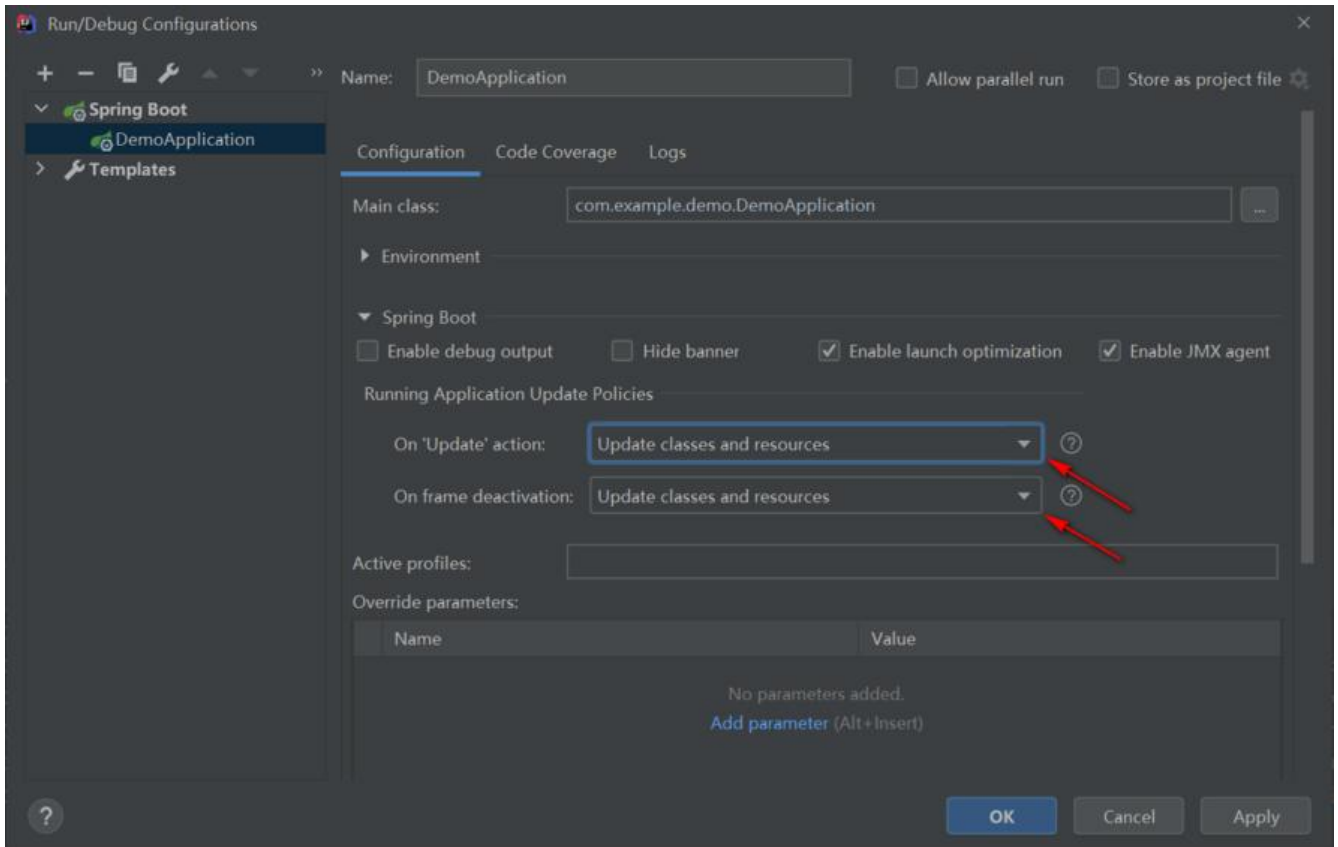 Run/Debug Configurations
Name: DemoApplication Allow parallel run Store as project file
Spring Boot
DemoApplication
Templates
Configuration Code Coverage Logs
Main class: com.example.demo.DemoApplication ...
Environment
Spring Boot
Enable debug output Hide banner Enable launch optimization Enable JMX agent
Running Application Update Policies
On 'Update' action: Update classes and resources ?
On frame deactivation: Update classes and resources ?
Active profiles:
Override parameters:
Name Value
No parameters added.
Add parameter (Alt+Insert)
? OK Cancel Apply